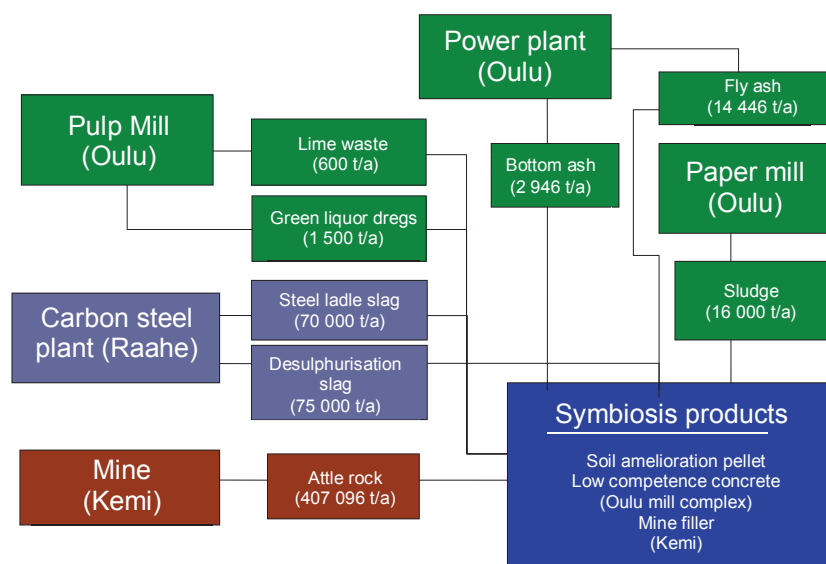 Power plant
(Oulu)
Fly ash
(14 446 t/a)
Pulp Mill
(Oulu)
Lime waste
(600 t/a)
Bottom ash
(2 946 t/a)
Paper mill
(Oulu)
Green liquor dregs
(1 500 t/a)
Carbon steel
plant (Raahe)
Steel ladle slag
(70 000 t/a)
Sludge
(16 000 t/a)
Desulphurisation
slag
(75 000 t/a)
Symbiosis products
Soil amelioration pellet
Low competence concrete
(Oulu mill complex)
Mine filler
(Kemi)
Mine
(Kemi)
Attle rock
(407 096 t/a)